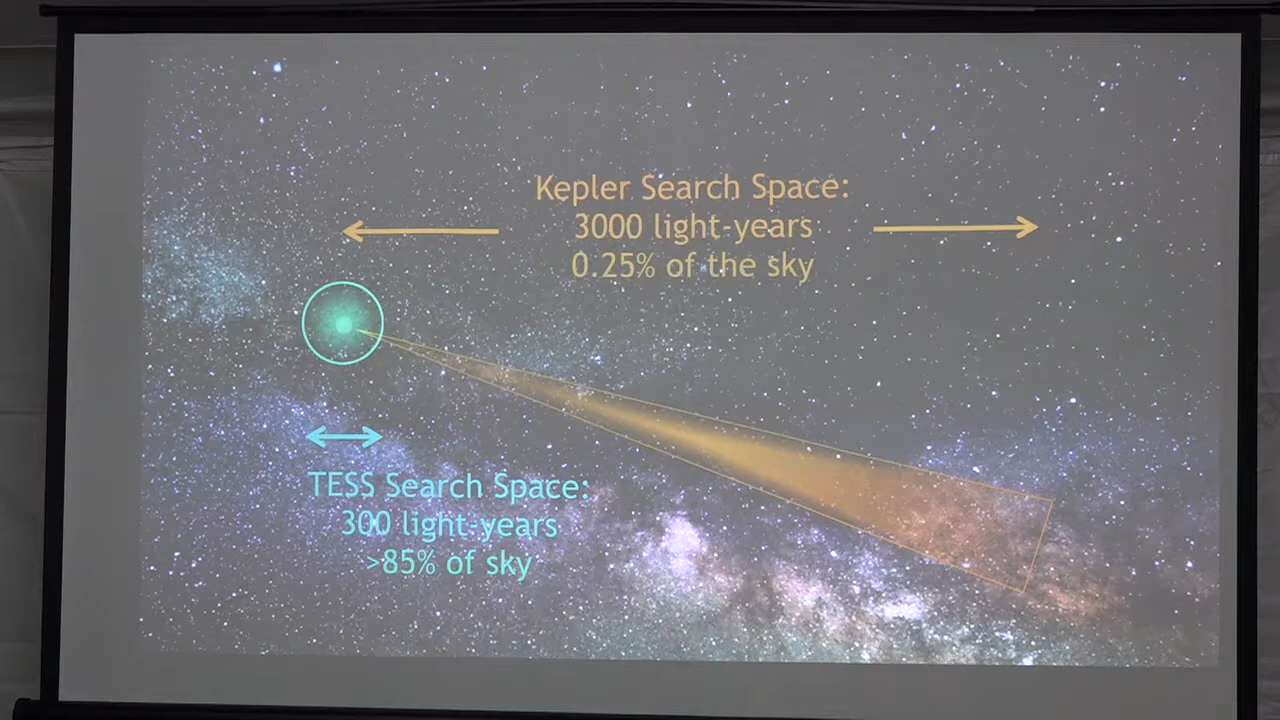 Kepler Search Space:
3000 light-years
0.25% of the sky
TESS Search Space:
300 light-years
>85% of sky